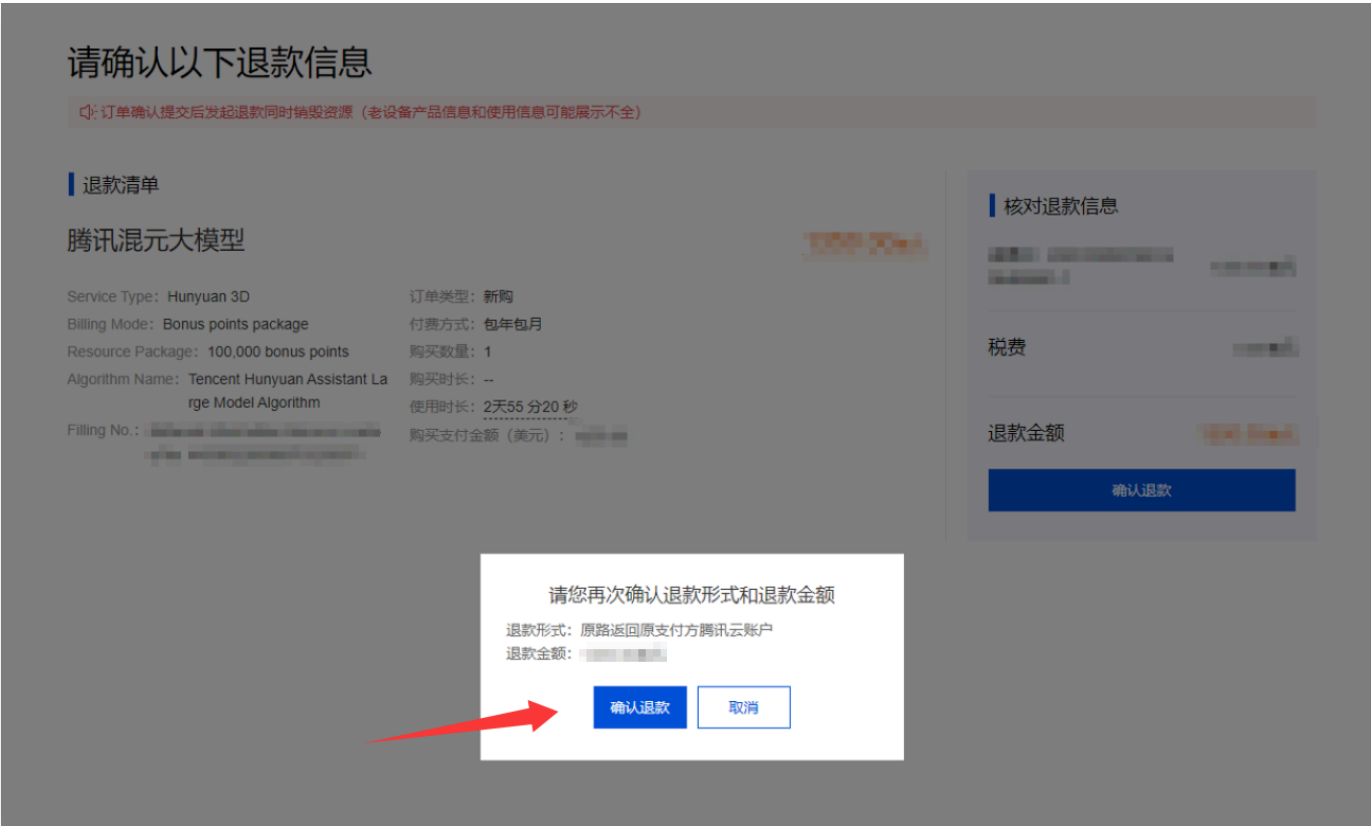 请确认以下退款信息
订单确认提交后发起退款同时销毁资源（老设备产品信息和使用信息可能展示不全）
退款清单
腾讯混元大模型
Service Type：Hunyuan 3D
Billing Mode：Bonus points package
Resource Package：100,000 bonus points
Algorithm Name：Tencent Hunyuan Assistant La
rge Model Algorithm
Filling No.：
订单类型：新购
付费方式：包年包月
购买数量：1
购买时长：--
使用时长：2天55 分20 秒
购买支付金额（美元）：
核对退款信息
税费
退款金额
确认退款
请您再次确认退款形式和退款金额
退款形式：原路返回原支付方腾讯云账户
退款金额：
确认退款
取消